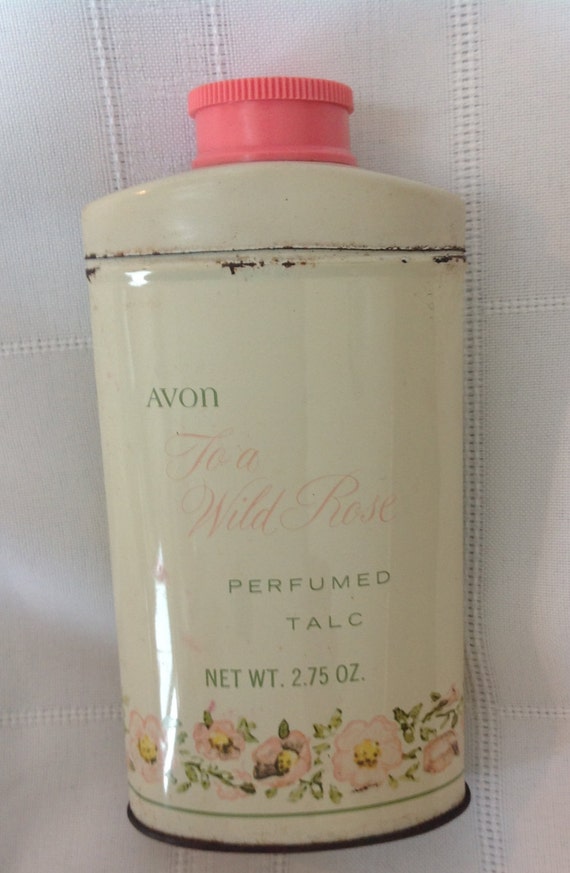 AVON
To a
Wild Rose
PERFUMED
TALC
NET WT. 2.75 OZ.